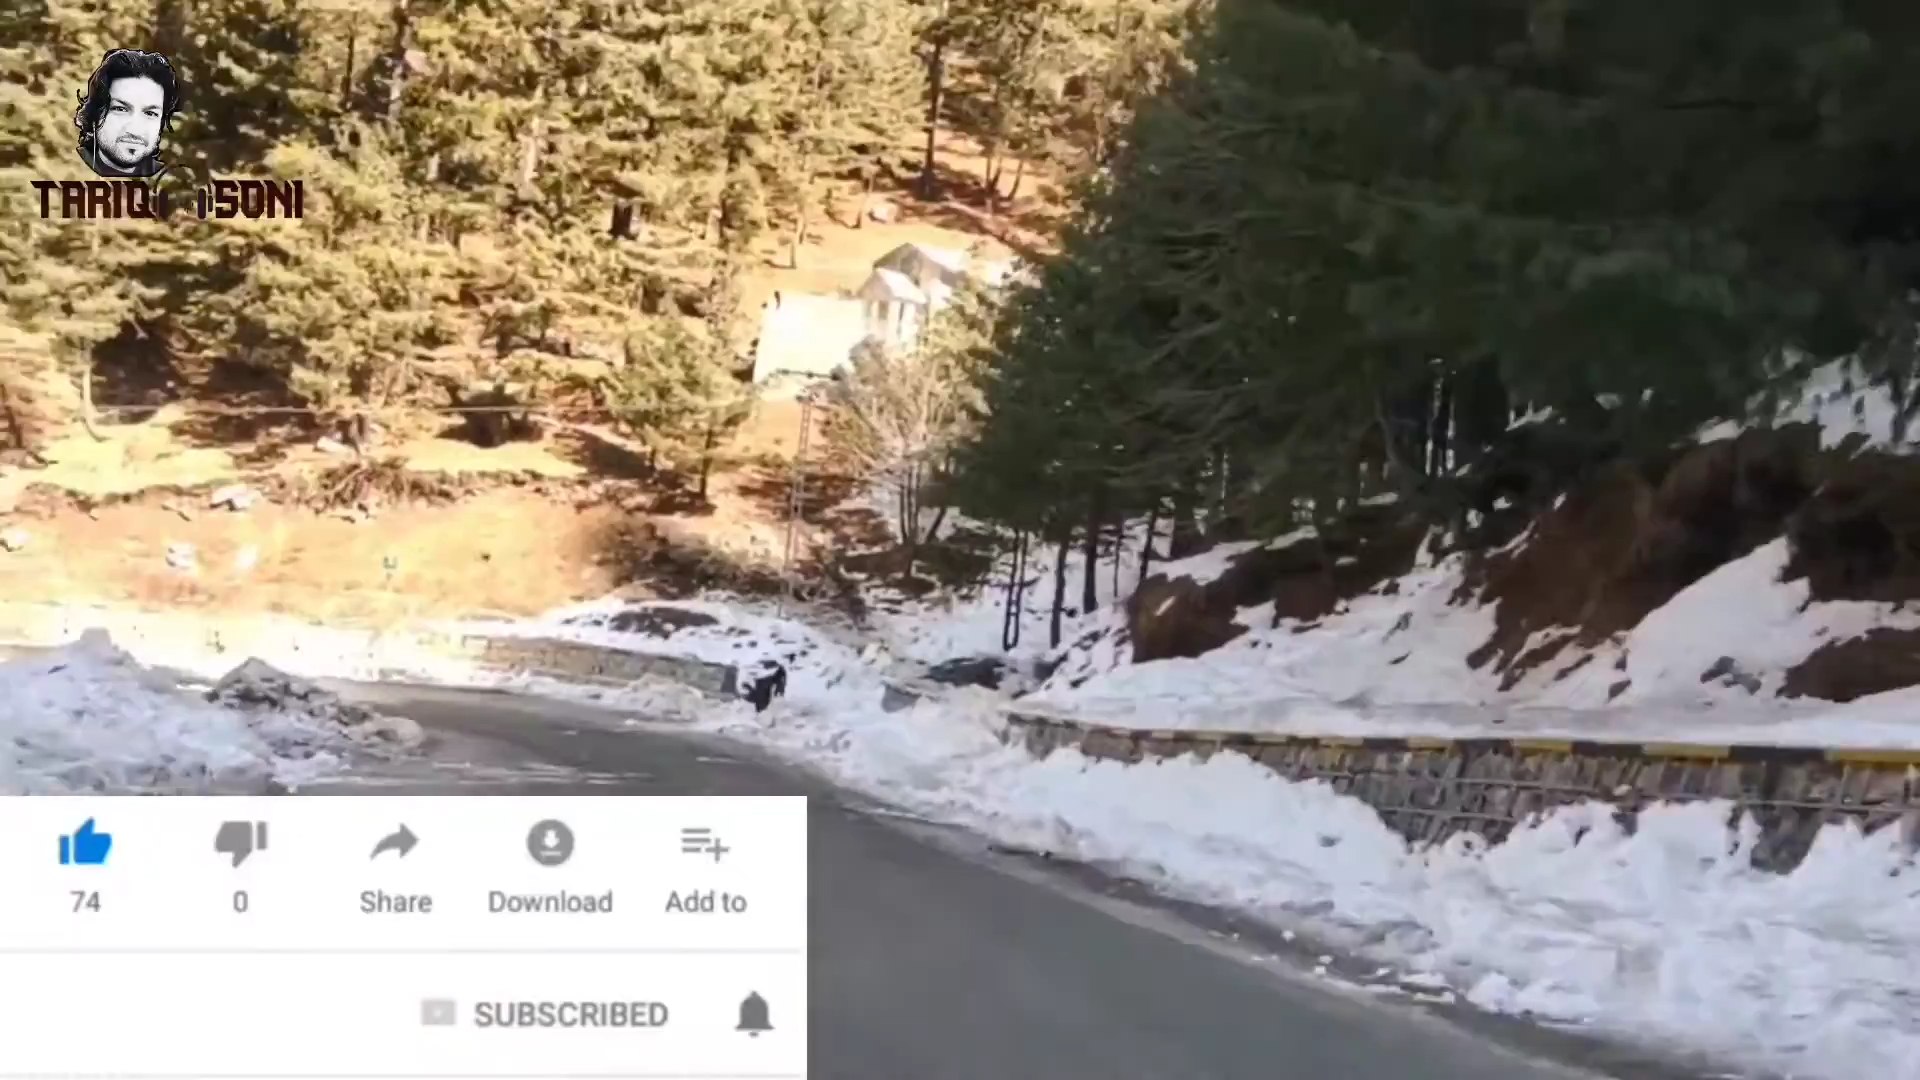 TARIQ SONI
74
0
Share
Download
Add to
SUBSCRIBED